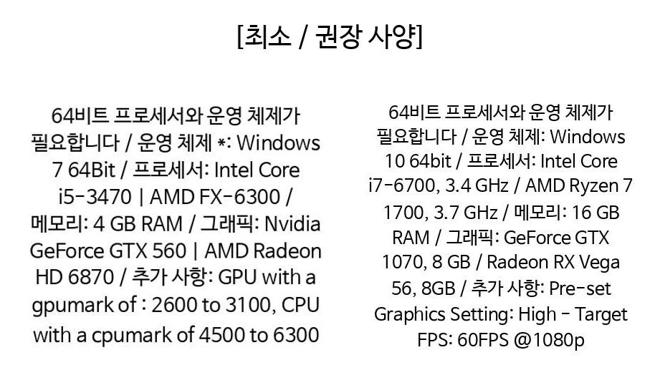 [최소 / 권장 사양]
64비트 프로세서와 운영 체제가
필요합니다 / 운영 체제 *: Windows
7 64Bit / 프로세서: Intel Core
i5-3470 | AMD FX-6300 /
메모리: 4 GB RAM / 그래픽: Nvidia
GeForce GTX 560 | AMD Radeon
HD 6870 / 추가 사항: GPU with a
gpumark of : 2600 to 3100, CPU
with a cpumark of 4500 to 6300
64비트 프로세서와 운영 체제가
필요합니다 / 운영 체제: Windows
10 64bit / 프로세서: Intel Core
i7-6700, 3.4 GHz / AMD Ryzen 7
1700, 3.7 GHz / 메모리: 16 GB
RAM / 그래픽: GeForce GTX
1070, 8 GB / Radeon RX Vega
56, 8GB / 추가 사항: Pre-set
Graphics Setting: High - Target
FPS: 60FPS @1080p